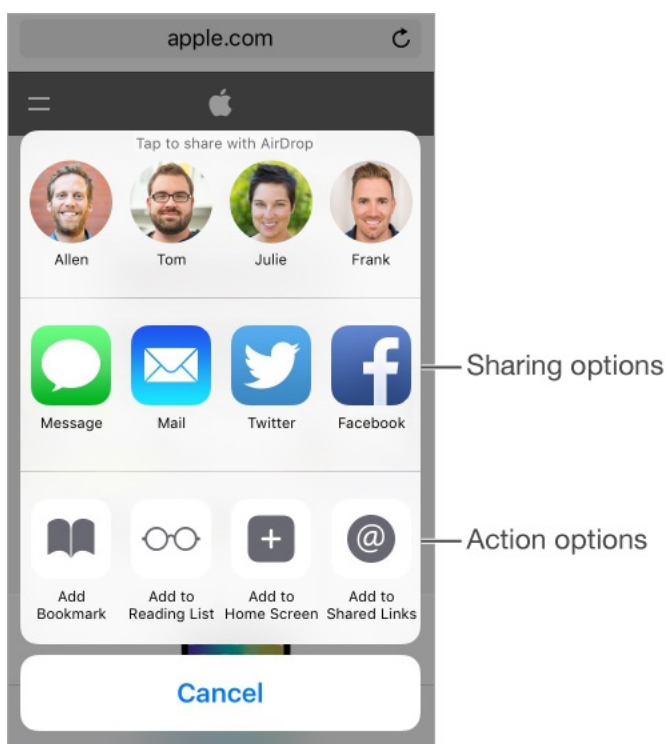 apple.com
Tap to share with AirDrop
Allen Tom Julie Frank
Sharing options
Message Mail Twitter Facebook
Action options
Add Bookmark
Add to Reading List
Add to Home Screen
Add to Shared Links
Cancel